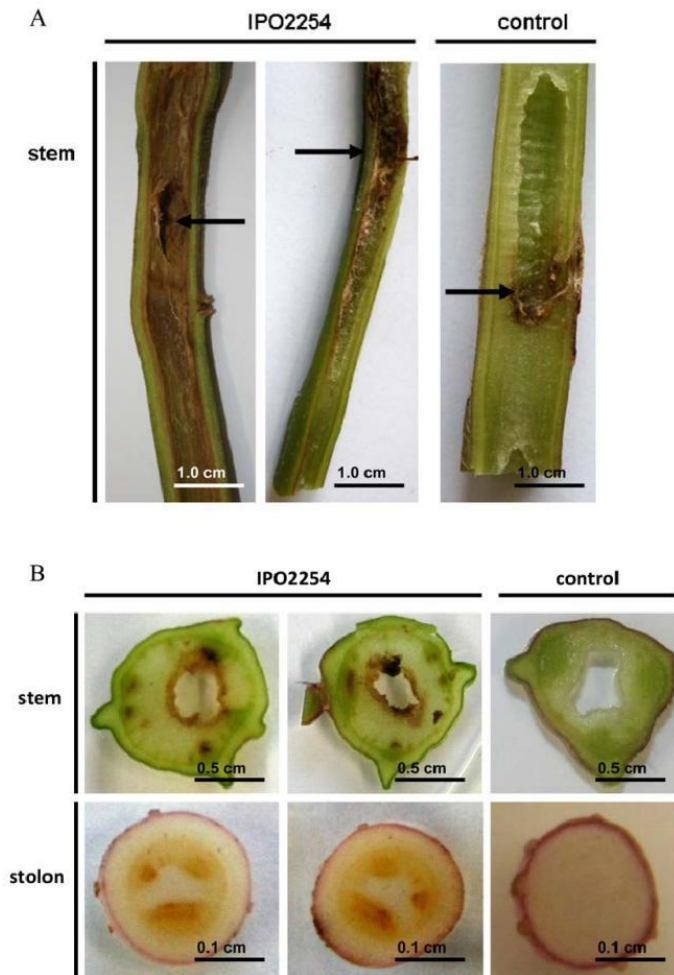 A
IPO2254 control
stem
1.0 cm 1.0 cm 1.0 cm
B
IPO2254 control
stem
0.5 cm 0.5 cm 0.5 cm
stolon
0.1 cm 0.1 cm 0.1 cm